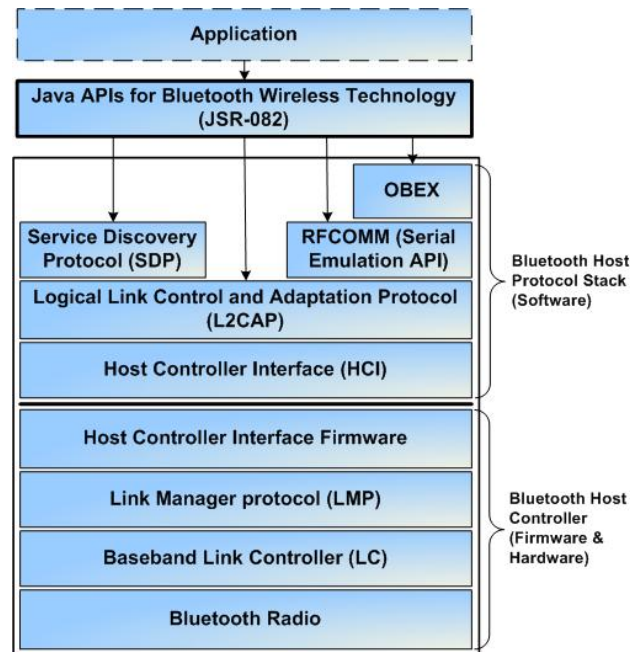 Application
Java APIs for Bluetooth Wireless Technology
(JSR-082)
OBEX
Service Discovery
Protocol (SDP)
RFCOMM (Serial
Emulation API)
Logical Link Control and Adaptation Protocol
(L2CAP)
Host Controller Interface (HCI)
Bluetooth Host
Protocol Stack
(Software)
Host Controller Interface Firmware
Link Manager protocol (LMP)
Baseband Link Controller (LC)
Bluetooth Radio
Bluetooth Host
Controller
(Firmware &
Hardware)